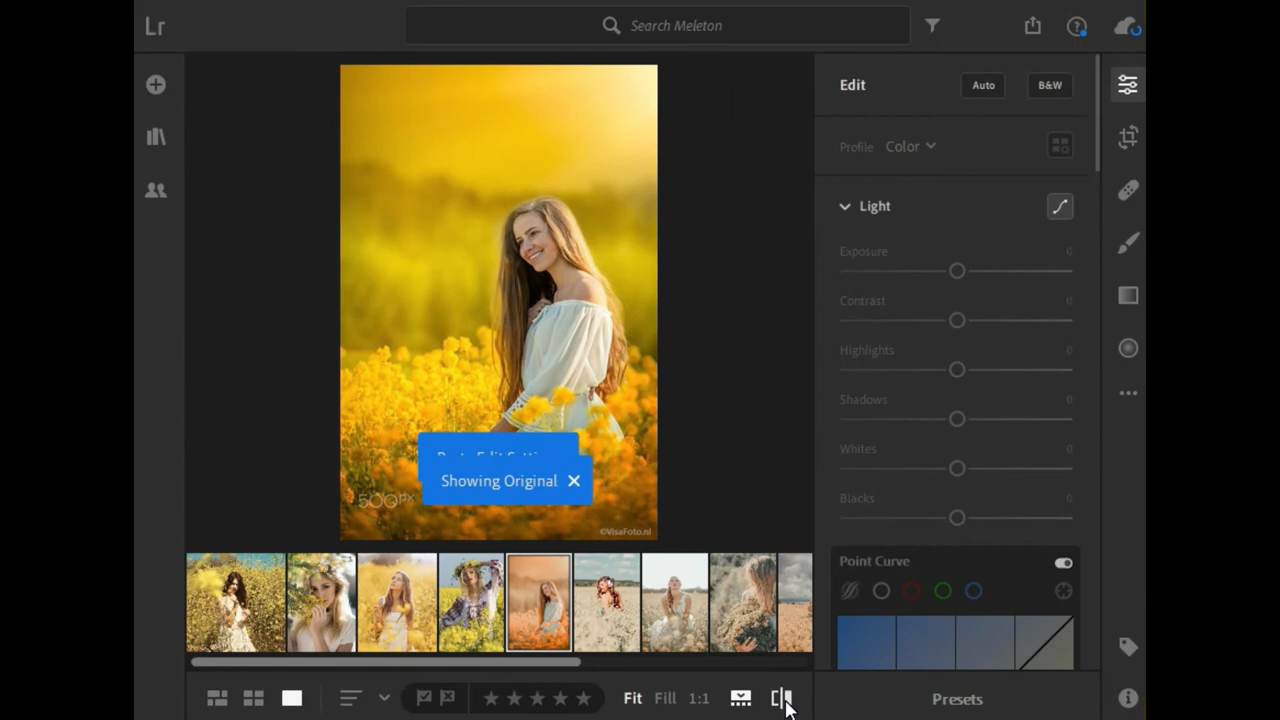 Lr
Search Meleton
Edit
Auto
B&W
Profile Color
Light
Exposure 0
Contrast 0
Highlights 0
Shadows 0
Whites 0
Blacks 0
Point Curve
Showing Original
500PX
©VisaFoto.nl
Fit Fill 1:1
Presets